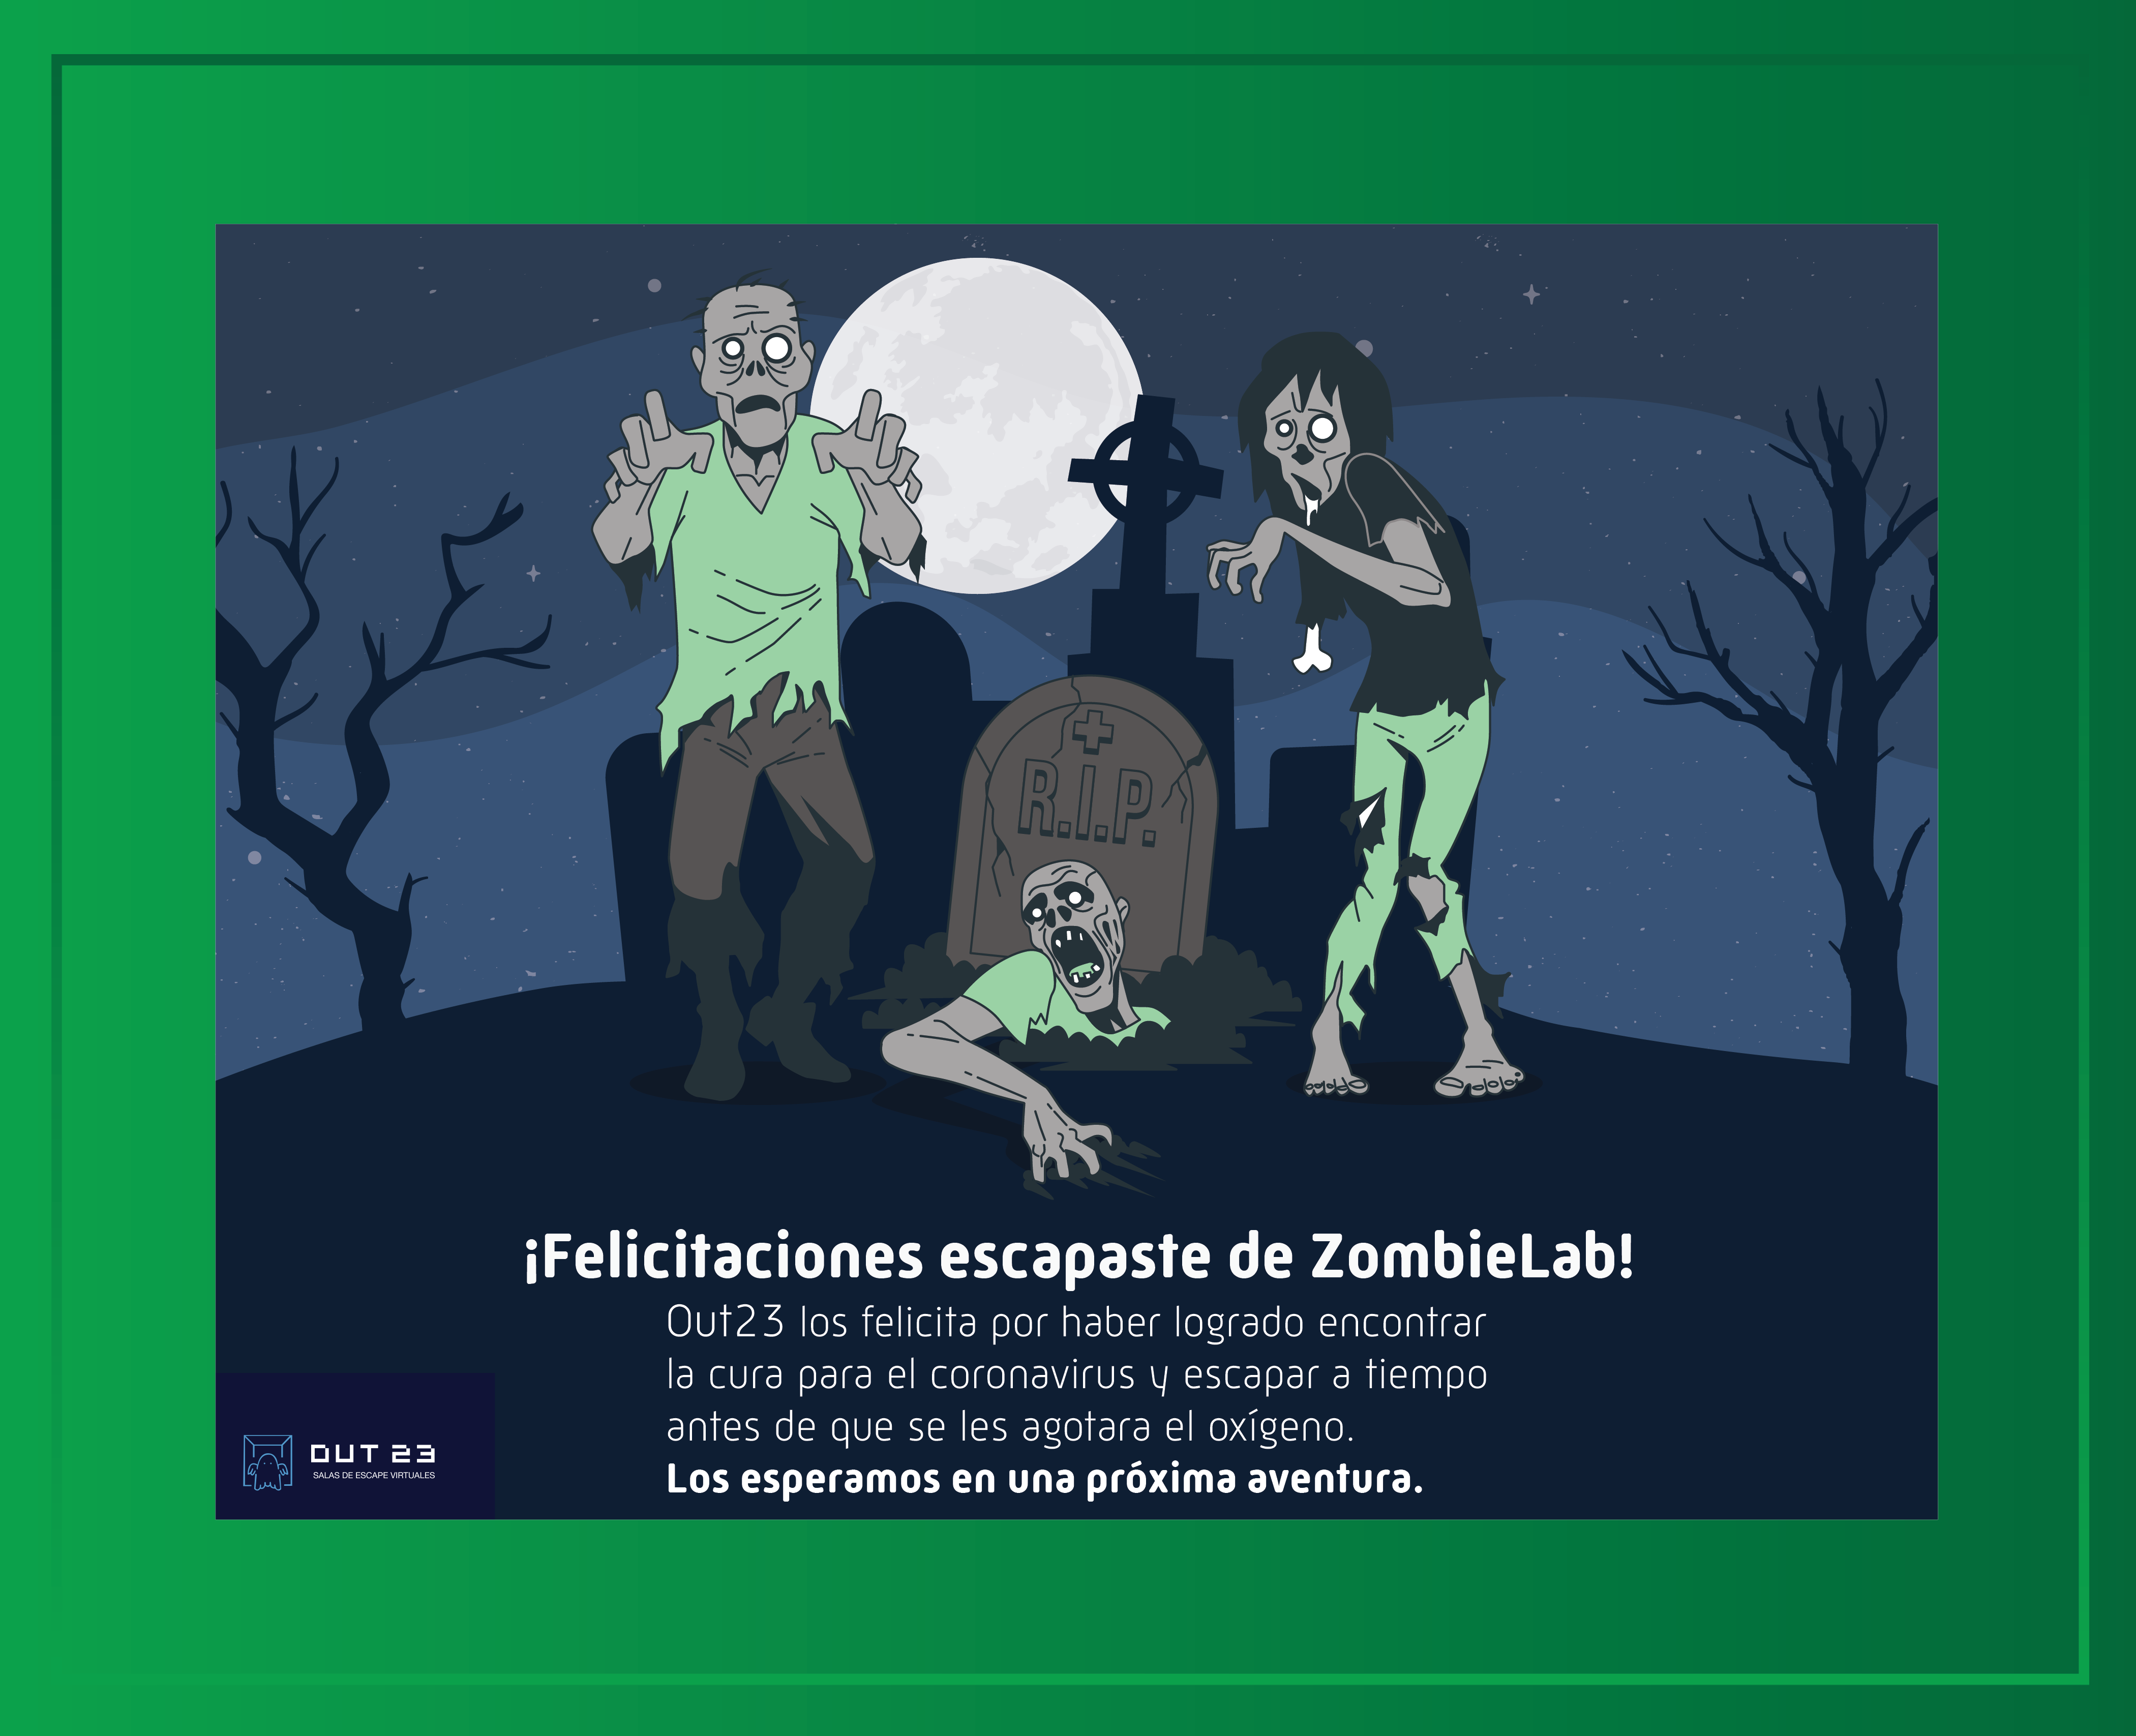 R.I.P.
¡Felicitaciones escapaste de ZombieLab!
Out23 los felicita por haber logrado encontrar
la cura para el coronavirus y escapar a tiempo
antes de que se les agotara el oxígeno.
Los esperamos en una próxima aventura.
OUT 23
SALAS DE ESCAPE VIRTUALES